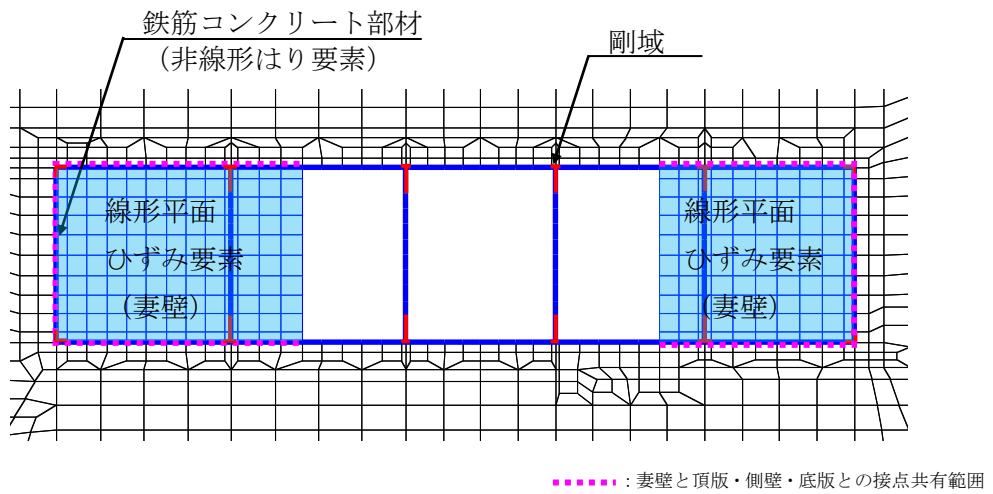 鉄筋コンクリート部材
（非線形はり要素）
剛域
線形平面
ひずみ要素
（妻壁）
線形平面
ひずみ要素
（妻壁）
：妻壁と頂版・側壁・底版との接点共有範囲